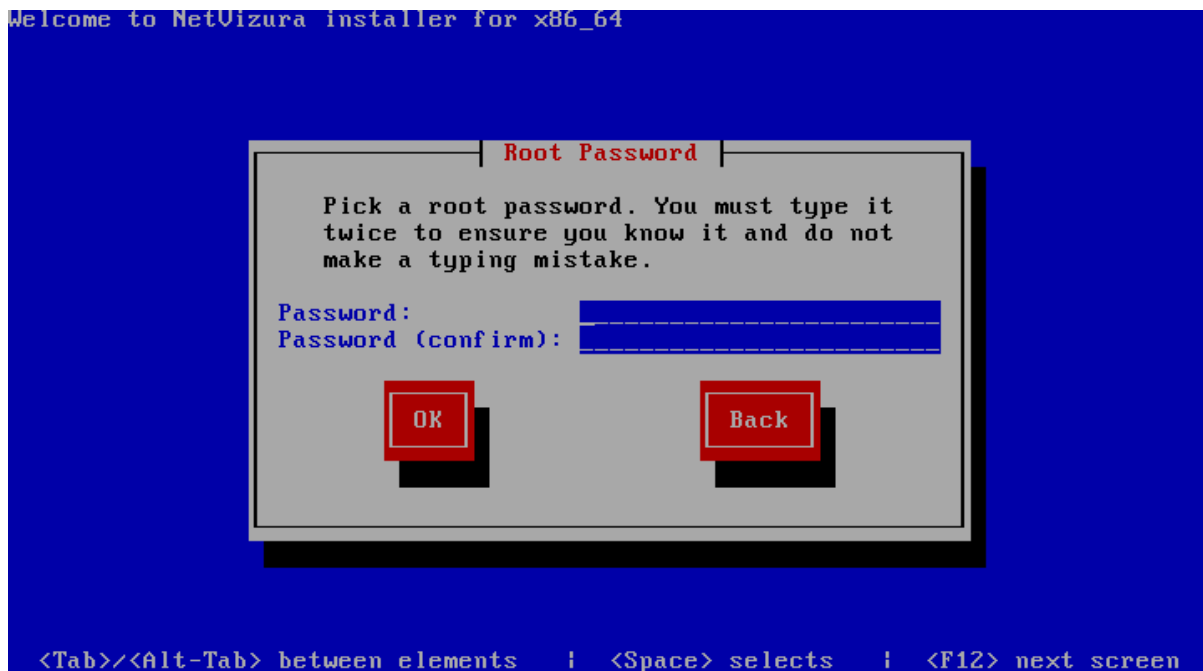 Welcome to NetVizura installer for x86_64
Root Password
Pick a root password. You must type it
twice to ensure you know it and do not
make a typing mistake.
Password:
Password (confirm):
OK Back
<Tab>/<Alt-Tab> between elements | <Space> selects | <F12> next screen